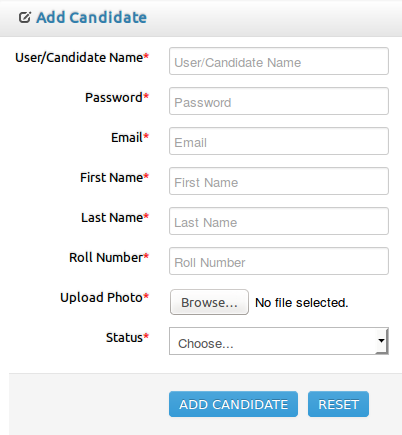 Add Candidate
User/Candidate Name* User/Candidate Name
Password* Password
Email* Email
First Name* First Name
Last Name* Last Name
Roll Number* Roll Number
Upload Photo* Browse... No file selected.
Status* Choose...
ADD CANDIDATE RESET